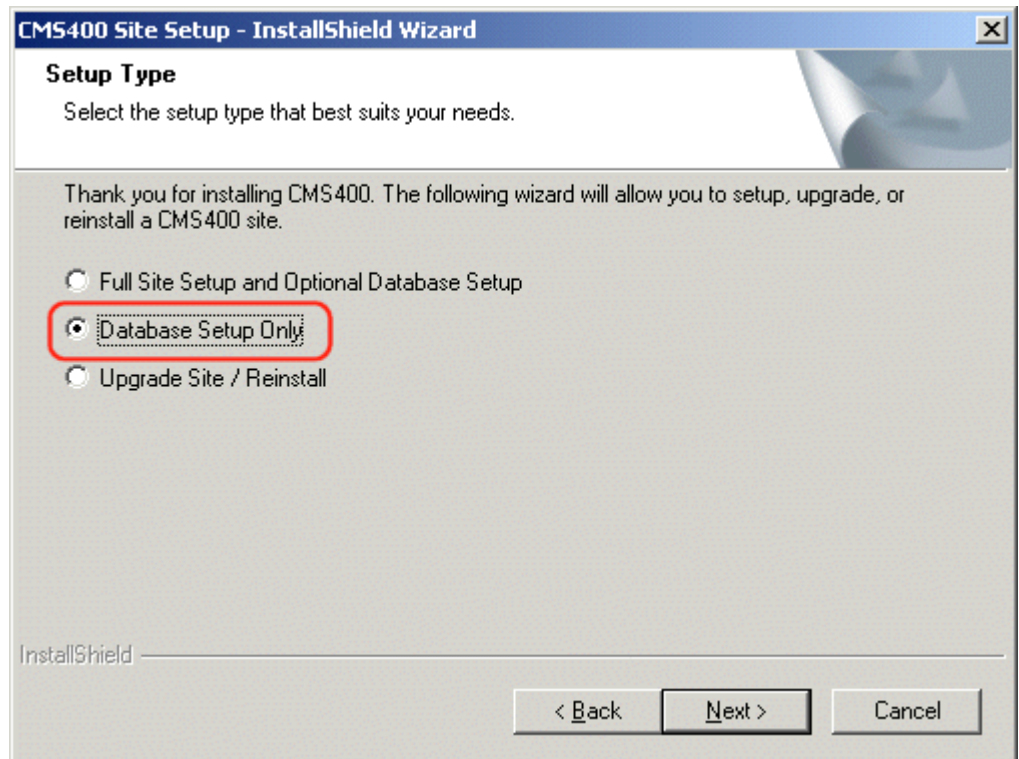 CMS400 Site Setup - InstallShield Wizard
Setup Type
Select the setup type that best suits your needs.
Thank you for installing CMS400. The following wizard will allow you to setup, upgrade, or
reinstall a CMS400 site.
Full Site Setup and Optional Database Setup
Database Setup Only
Upgrade Site / Reinstall
InstallShield
< Back
Next >
Cancel